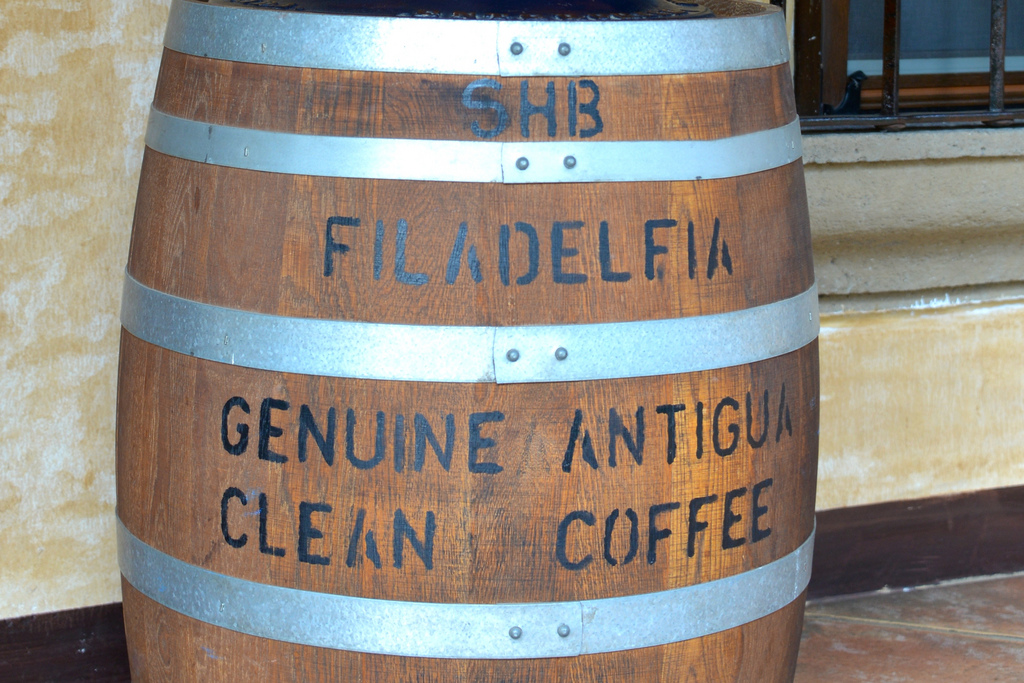 SHB
FILADELFIA
GENUINE ANTIGUA
CLEAN COFFEE